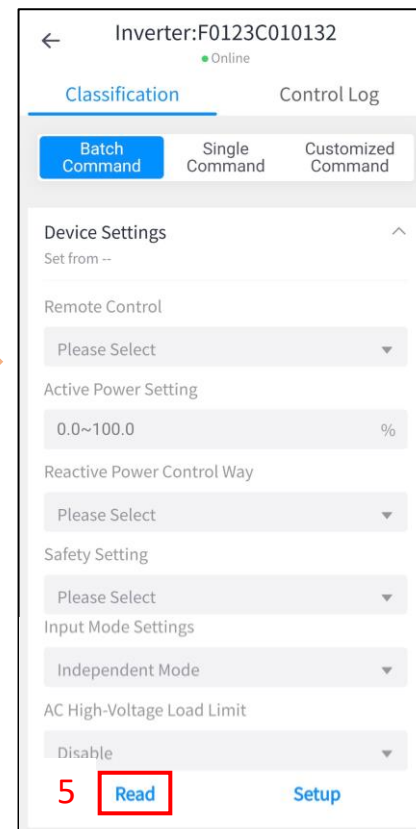 Inverter:F0123C010132
Online
Classification Control Log
Batch Command Single Command Customized Command
Device Settings
Set from --
Remote Control
Please Select
Active Power Setting
0.0~100.0 %
Reactive Power Control Way
Please Select
Safety Setting
Please Select
Input Mode Settings
Independent Mode
AC High-Voltage Load Limit
Disable
5 Read Setup